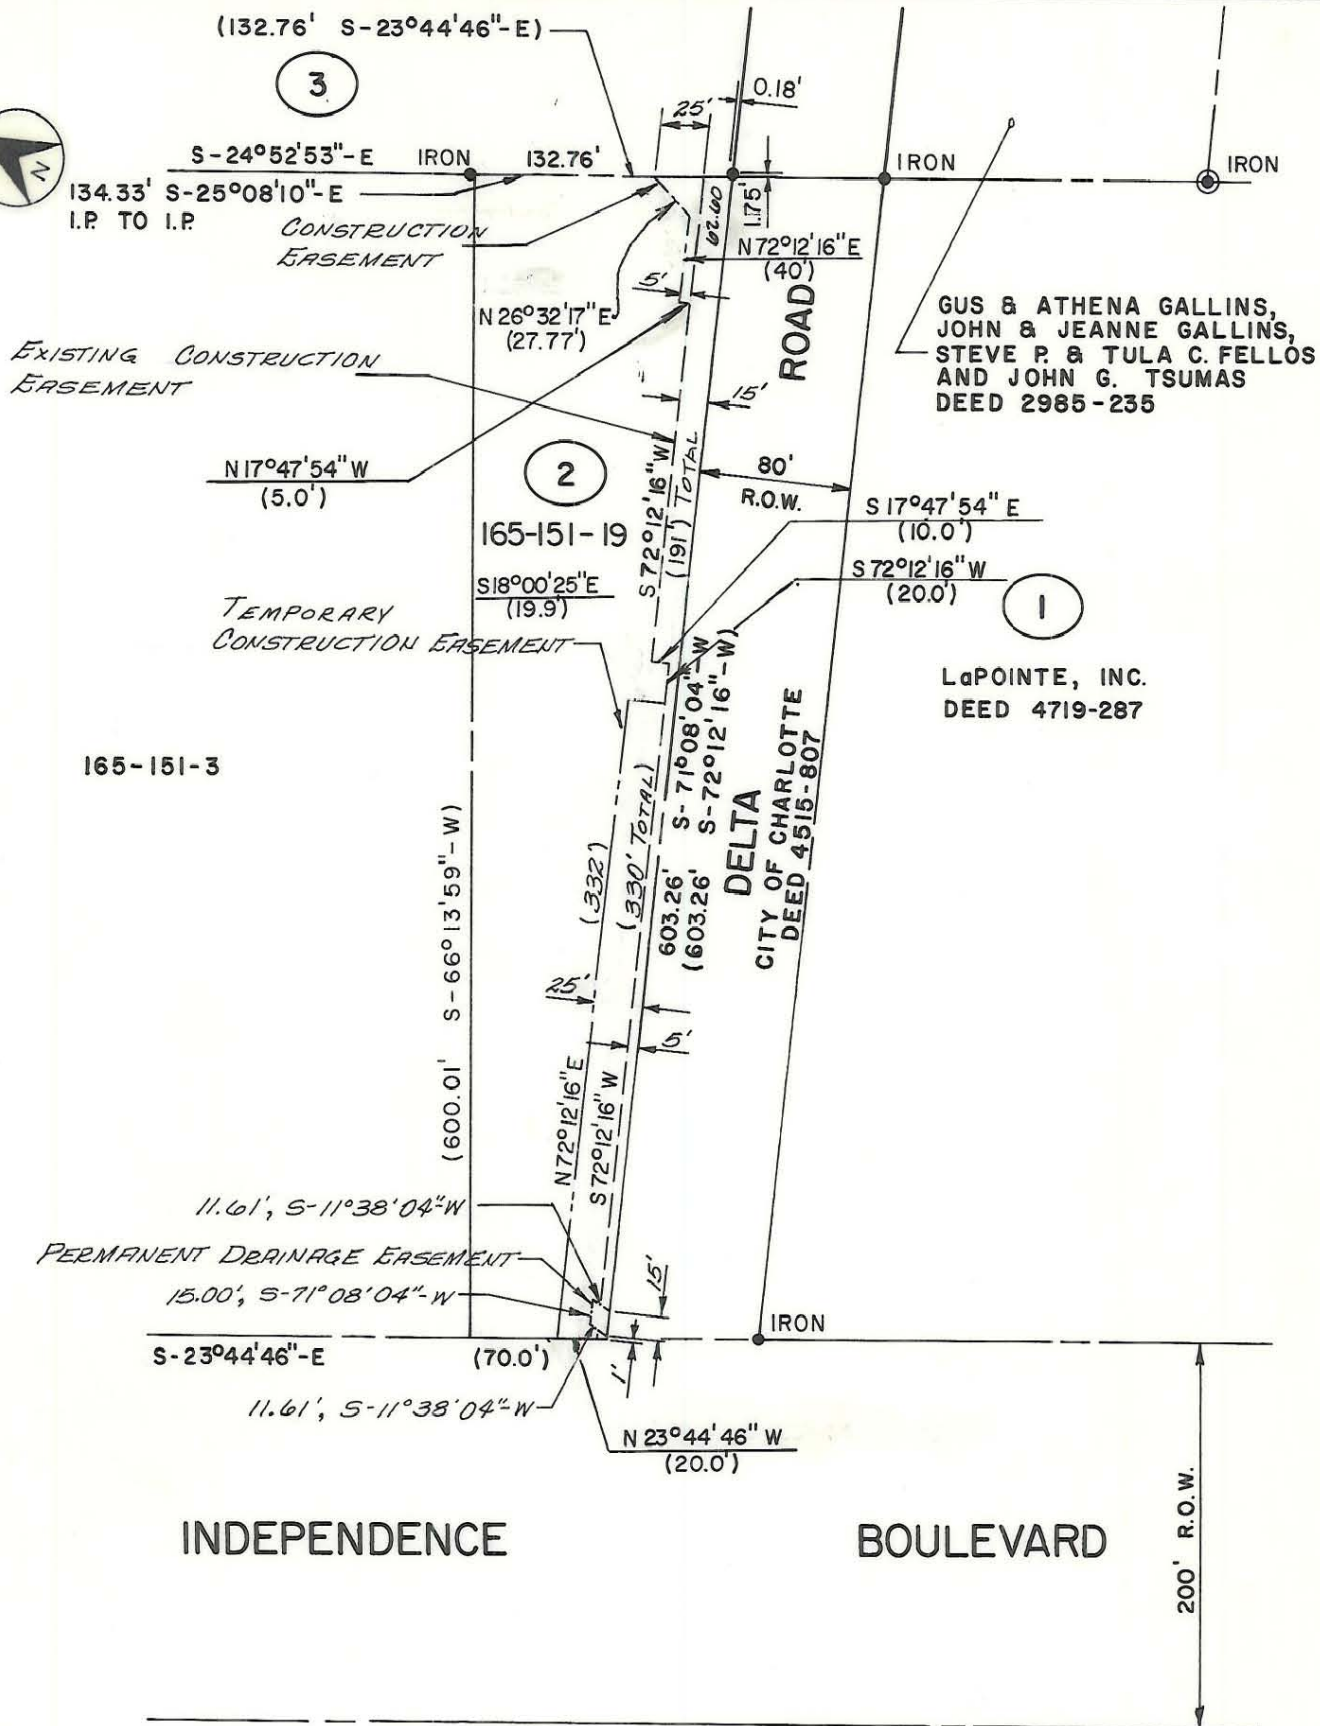 (132.76' S-23°44'46"-E)
3
0.18'
25'
S-24°52'53"-E
IRON
132.76'
IRON
IRON
N
134.33' S-25°08'10"-E
I.P. TO I.P.
62.60
1.75'
CONSTRUCTION
EASEMENT
N72°12'16"E
(40')
5'
N26°32'17"E
(27.77')
ROAD
GUS & ATHENA GALLINS,
JOHN & JEANNE GALLINS,
STEVE P. & TULA C. FELLOS
AND JOHN G. TSUMAS
DEED 2985-235
EXISTING CONSTRUCTION
EASEMENT
15'
N17°47'54"W
(5.0')
2
165-151-19
S72°12'16"W
(191') TOTAL
80'
R.O.W.
S17°47'54"E
(10.0')
S72°12'16"W
(20.0')
1
S18°00'25"E
(19.9')
TEMPORARY
CONSTRUCTION EASEMENT
LaPOINTE, INC.
DEED 4719-287
165-151-3
603.26' S-71°08'04"-W
(603.26' S-72°12'16"-W)
DELTA
CITY OF CHARLOTTE
DEED 4515-807
(332')
(330' TOTAL)
(600.01' S-66°13'59"-W)
25'
5'
N72°12'16"E
S72°12'16"W
11.61', S-11°38'04"-W
PERMANENT DRAINAGE EASEMENT
15.00', S-71°08'04"-W
15'
IRON
S-23°44'46"-E
(70.0')
1'
11.61', S-11°38'04"-W
N23°44'46"W
(20.0')
INDEPENDENCE BOULEVARD
200' R.O.W.